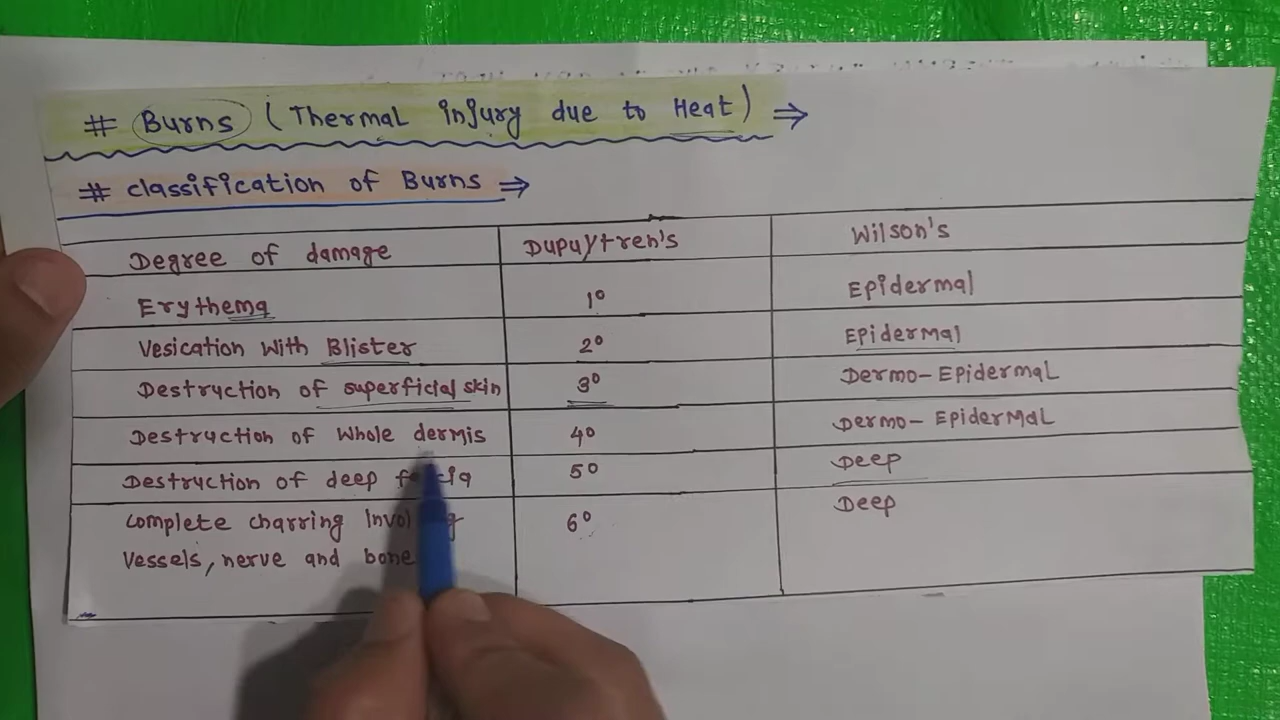 # Burns (Thermal injury due to Heat) ⇒
# classification of Burns ⇒
Degree of damage Dupuytren's Wilson's
Erythema 1° Epidermal
Vesication with Blister 2° Epidermal
Destruction of superficial skin 3° Dermo-Epidermal
Destruction of whole dermis 4° Dermo-Epidermal
Destruction of deep 5° Deep
complete charring 6° Deep
vessels, nerve and bone